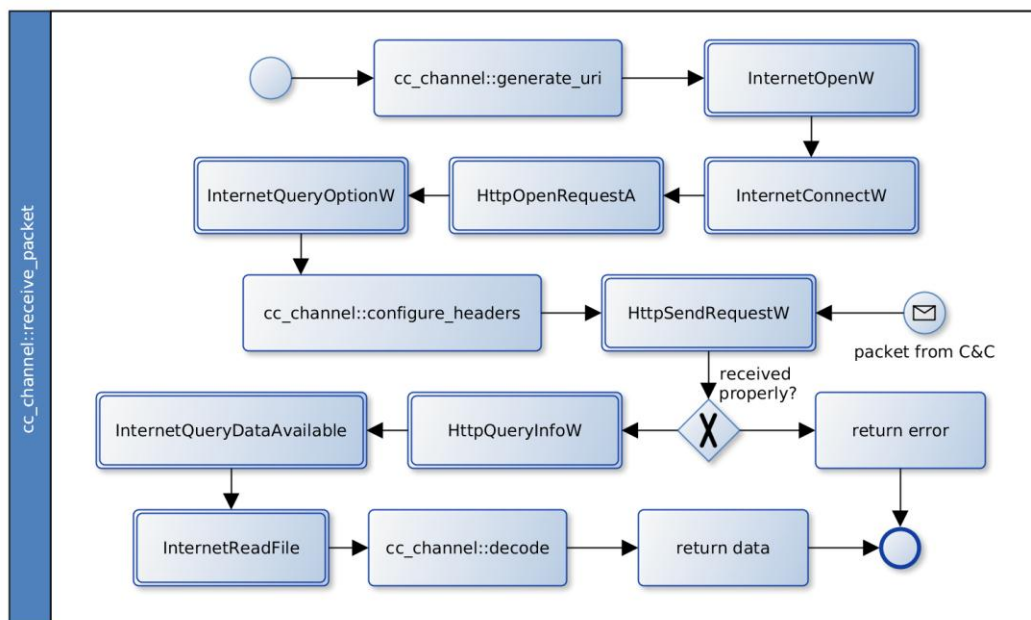 cc_channel::receive_packet
cc_channel::generate_uri
InternetOpenW
InternetQueryOptionW
HttpOpenRequestA
InternetConnectW
cc_channel::configure_headers
HttpSendRequestW
packet from C&C
received
properly?
InternetQueryDataAvailable
HttpQueryInfoW
X
return error
InternetReadFile
cc_channel::decode
return data